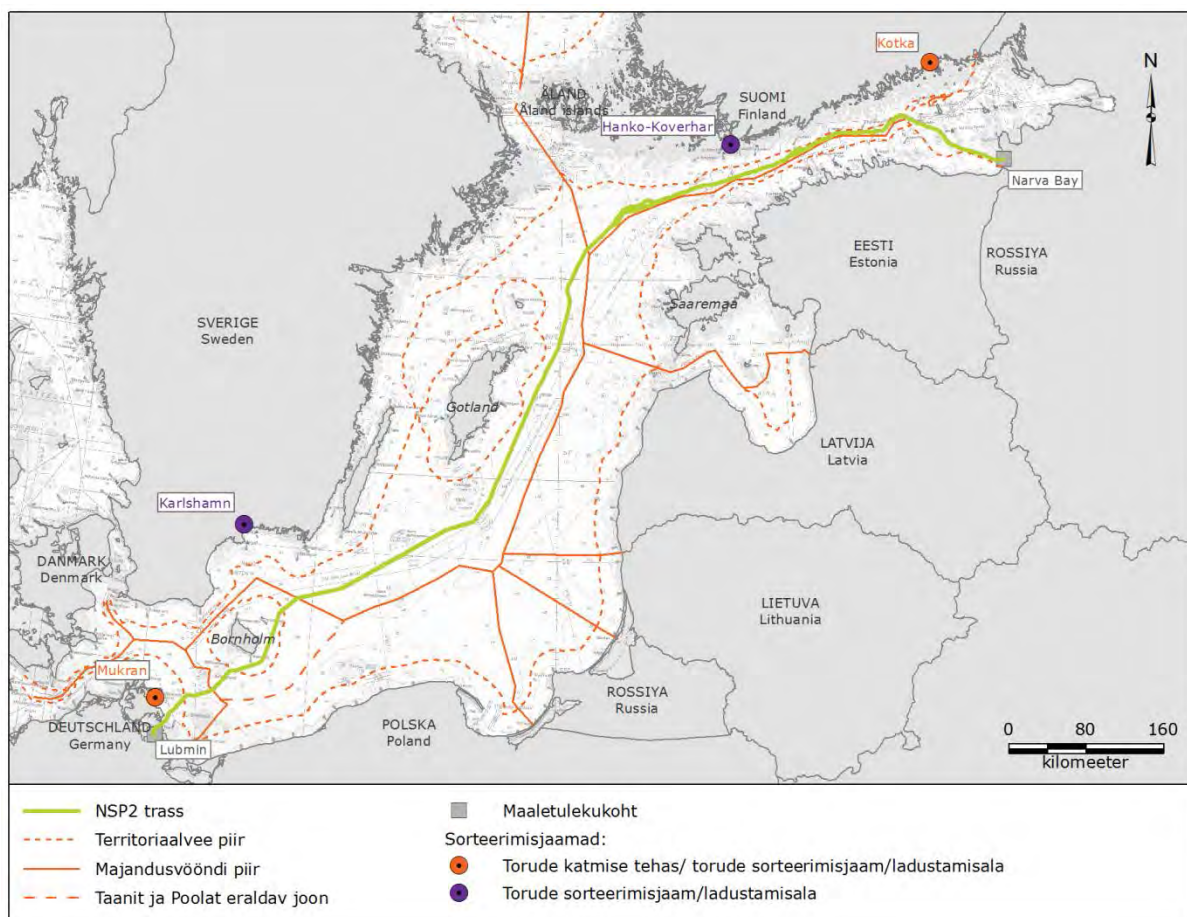 Kotka
N
ÅLAND
Åland islands
SUOMI
Finland
Hanko-Koverhar
Narva Bay
EESTI
Estonia
ROSSIYA
Russia
SVERIGE
Sweden
Saaremaa
Gotland
LATVIJA
Latvia
Karlshamn
DANMARK
Denmark
LIETUVA
Lithuania
Bornholm
Mukran
ROSSIYA
Russia
DEUTSCHLAND
Germany
Lubmin
POLSKA
Poland
0 80 160
kilomeeter
NSP2 trass
Territoriaalvee piir
Majandusvööndi piir
Taanit ja Poolat eraldav joon
Maaletulekukoht
Sorteerimisjaamad:
Torude katmise tehas/ torude sorteerimisjaam/ladustamisala
Torude sorteerimisjaam/ladustamisala